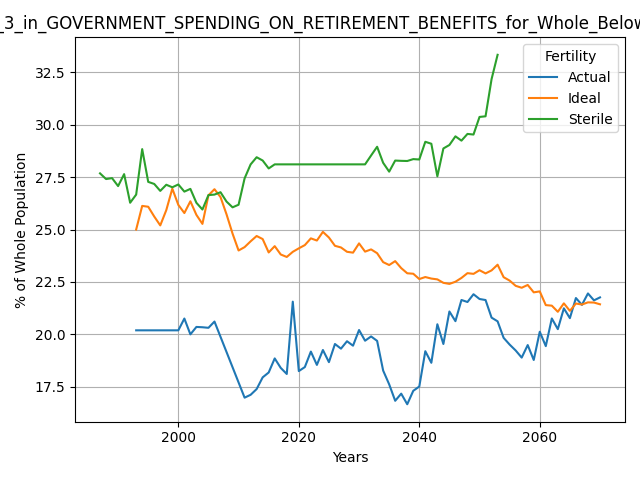 _3_in_GOVERNMENT_SPENDING_ON_RETIREMENT_BENEFITS_for_Whole_Below
32.5
30.0
27.5
25.0
22.5
20.0
17.5
% of Whole Population
Fertility
Actual
Ideal
Sterile
2000
2020
2040
2060
Years